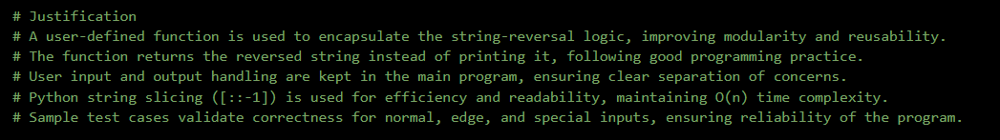 # Justification
# A user-defined function is used to encapsulate the string-reversal logic, improving modularity and reusability.
# The function returns the reversed string instead of printing it, following good programming practice.
# User input and output handling are kept in the main program, ensuring clear separation of concerns.
# Python string slicing ([::-1]) is used for efficiency and readability, maintaining O(n) time complexity.
# Sample test cases validate correctness for normal, edge, and special inputs, ensuring reliability of the program.